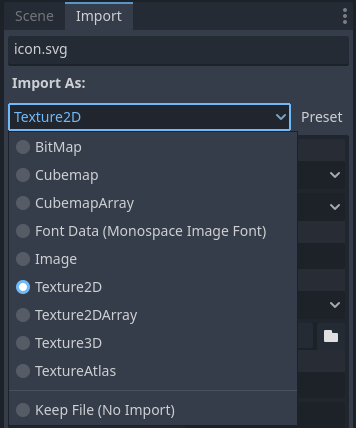 Scene Import
icon.svg
Import As:
Texture2D Preset
BitMap
Cubemap
CubemapArray
Font Data (Monospace Image Font)
Image
Texture2D
Texture2DArray
Texture3D
TextureAtlas
Keep File (No Import)